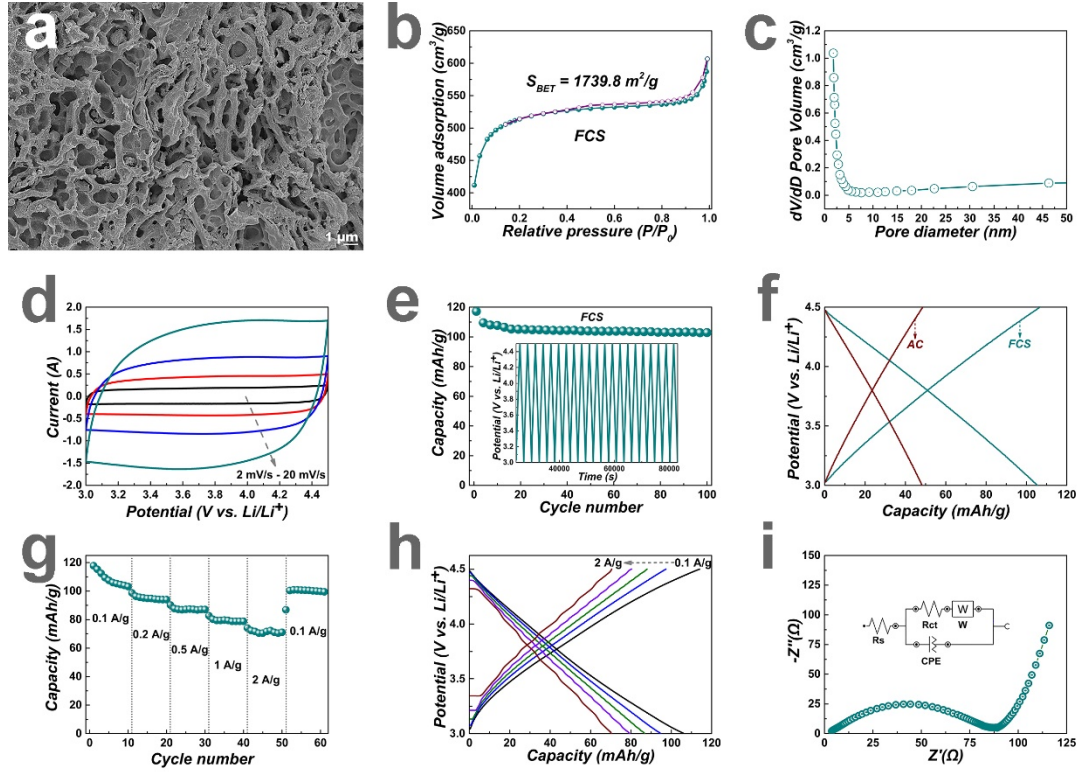 a
1 μm
b
Volume adsorption (cm³/g)
650
600
550
500
450
400
S_BET = 1739.8 m²/g
FCS
0.0 0.2 0.4 0.6 0.8 1.0
Relative pressure (P/P₀)
c
dV/dD Pore Volume (cm³/g)
1.2
1.0
0.8
0.6
0.4
0.2
0.0
0 5 10 15 20 25 30 35 40 45 50
Pore diameter (nm)
d
Current (A)
2.0
1.5
1.0
0.5
0.0
-0.5
-1.0
-1.5
-2.0
2 mV/s - 20 mV/s
3.0 3.2 3.4 3.6 3.8 4.0 4.2 4.4
Potential (V vs. Li/Li⁺)
e
Capacity (mAh/g)
120
100
80
60
40
20
0
FCS
Potential (V vs. Li/Li⁺)
4.4
4.2
4.0
3.8
3.6
3.4
3.2
3.0
40000 60000 80000
Time (s)
0 20 40 60 80 100
Cycle number
f
Potential (V vs. Li/Li⁺)
4.5
4.0
3.5
3.0
AC
FCS
0 20 40 60 80 100 120
Capacity (mAh/g)
g
Capacity (mAh/g)
120
100
80
60
40
20
0
0.1 A/g
0.2 A/g
0.5 A/g
1 A/g
2 A/g
0.1 A/g
0 10 20 30 40 50 60
Cycle number
h
Potential (V vs. Li/Li⁺)
4.5
4.0
3.5
3.0
2 A/g
0.1 A/g
0 20 40 60 80 100 120
Capacity (mAh/g)
i
-Z''(Ω)
150
125
100
75
50
25
0
Rs
Rct
W
W
CPE
0 25 50 75 100 125
Z'(Ω)